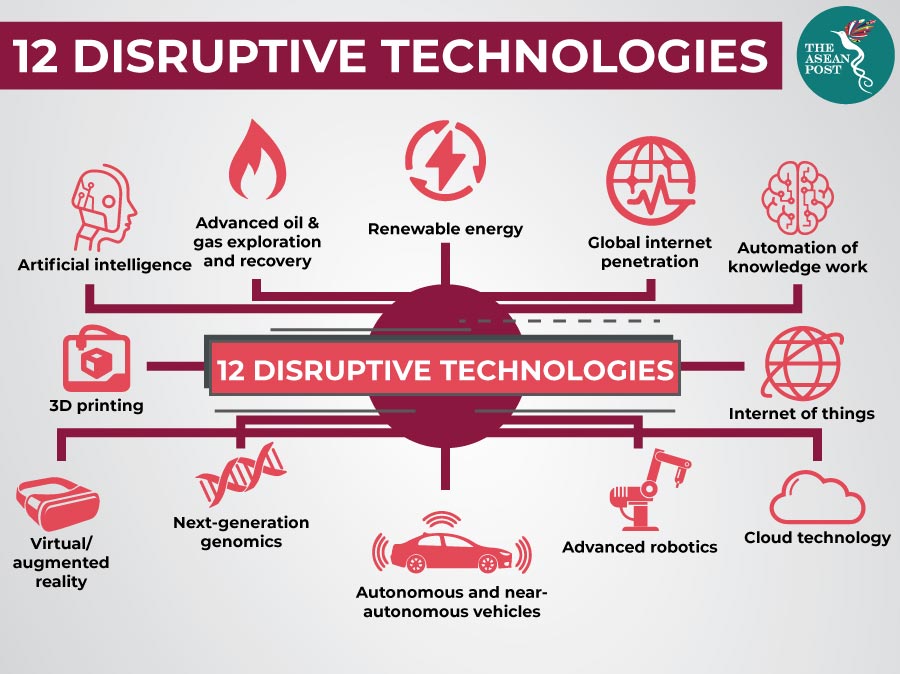 12 DISRUPTIVE TECHNOLOGIES
THE
ASEAN
POST
Artificial intelligence
Advanced oil &
gas exploration
and recovery
Renewable energy
Global internet
penetration
Automation of
knowledge work
3D printing
12 DISRUPTIVE TECHNOLOGIES
Internet of things
Virtual/
augmented
reality
Next-generation
genomics
Autonomous and near-
autonomous vehicles
Advanced robotics
Cloud technology